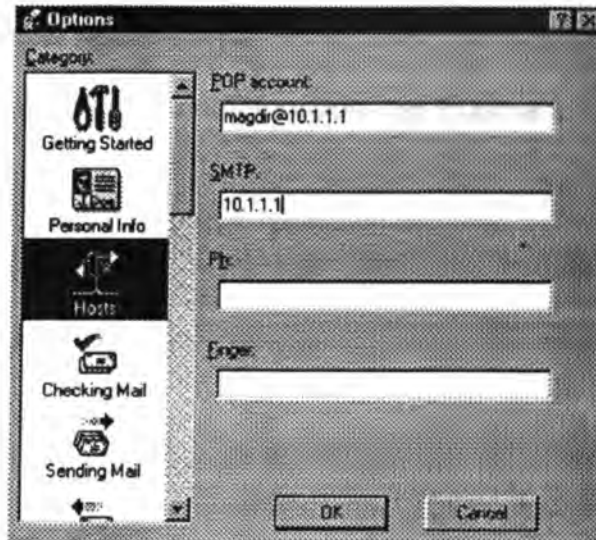 Options
Category:
Getting Started
Personal Info
Hosts
Checking Mail
Sending Mail
POP account:
magdir@10.1.1.1
SMTP:
10.1.1.1
Ph:
Finger:
OK
Cancel